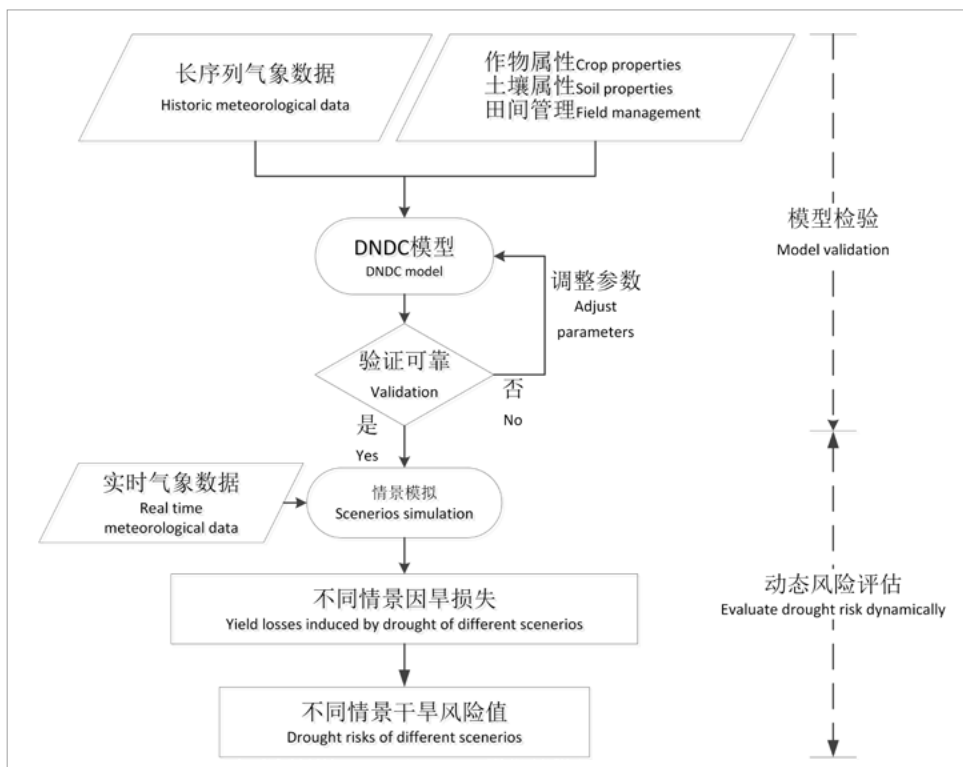 长序列气象数据
Historic meteorological data
作物属性Crop properties
土壤属性Soil properties
田间管理Field management
模型检验
Model validation
DNDC模型
DNDC model
调整参数
Adjust
parameters
验证可靠
Validation
否
No
是
Yes
实时气象数据
Real time
meteorological data
情景模拟
Scenerios simulation
不同情景因旱损失
Yield losses induced by drought of different scenerios
动态风险评估
Evaluate drought risk dynamically
不同情景干旱风险值
Drought risks of different scenerios